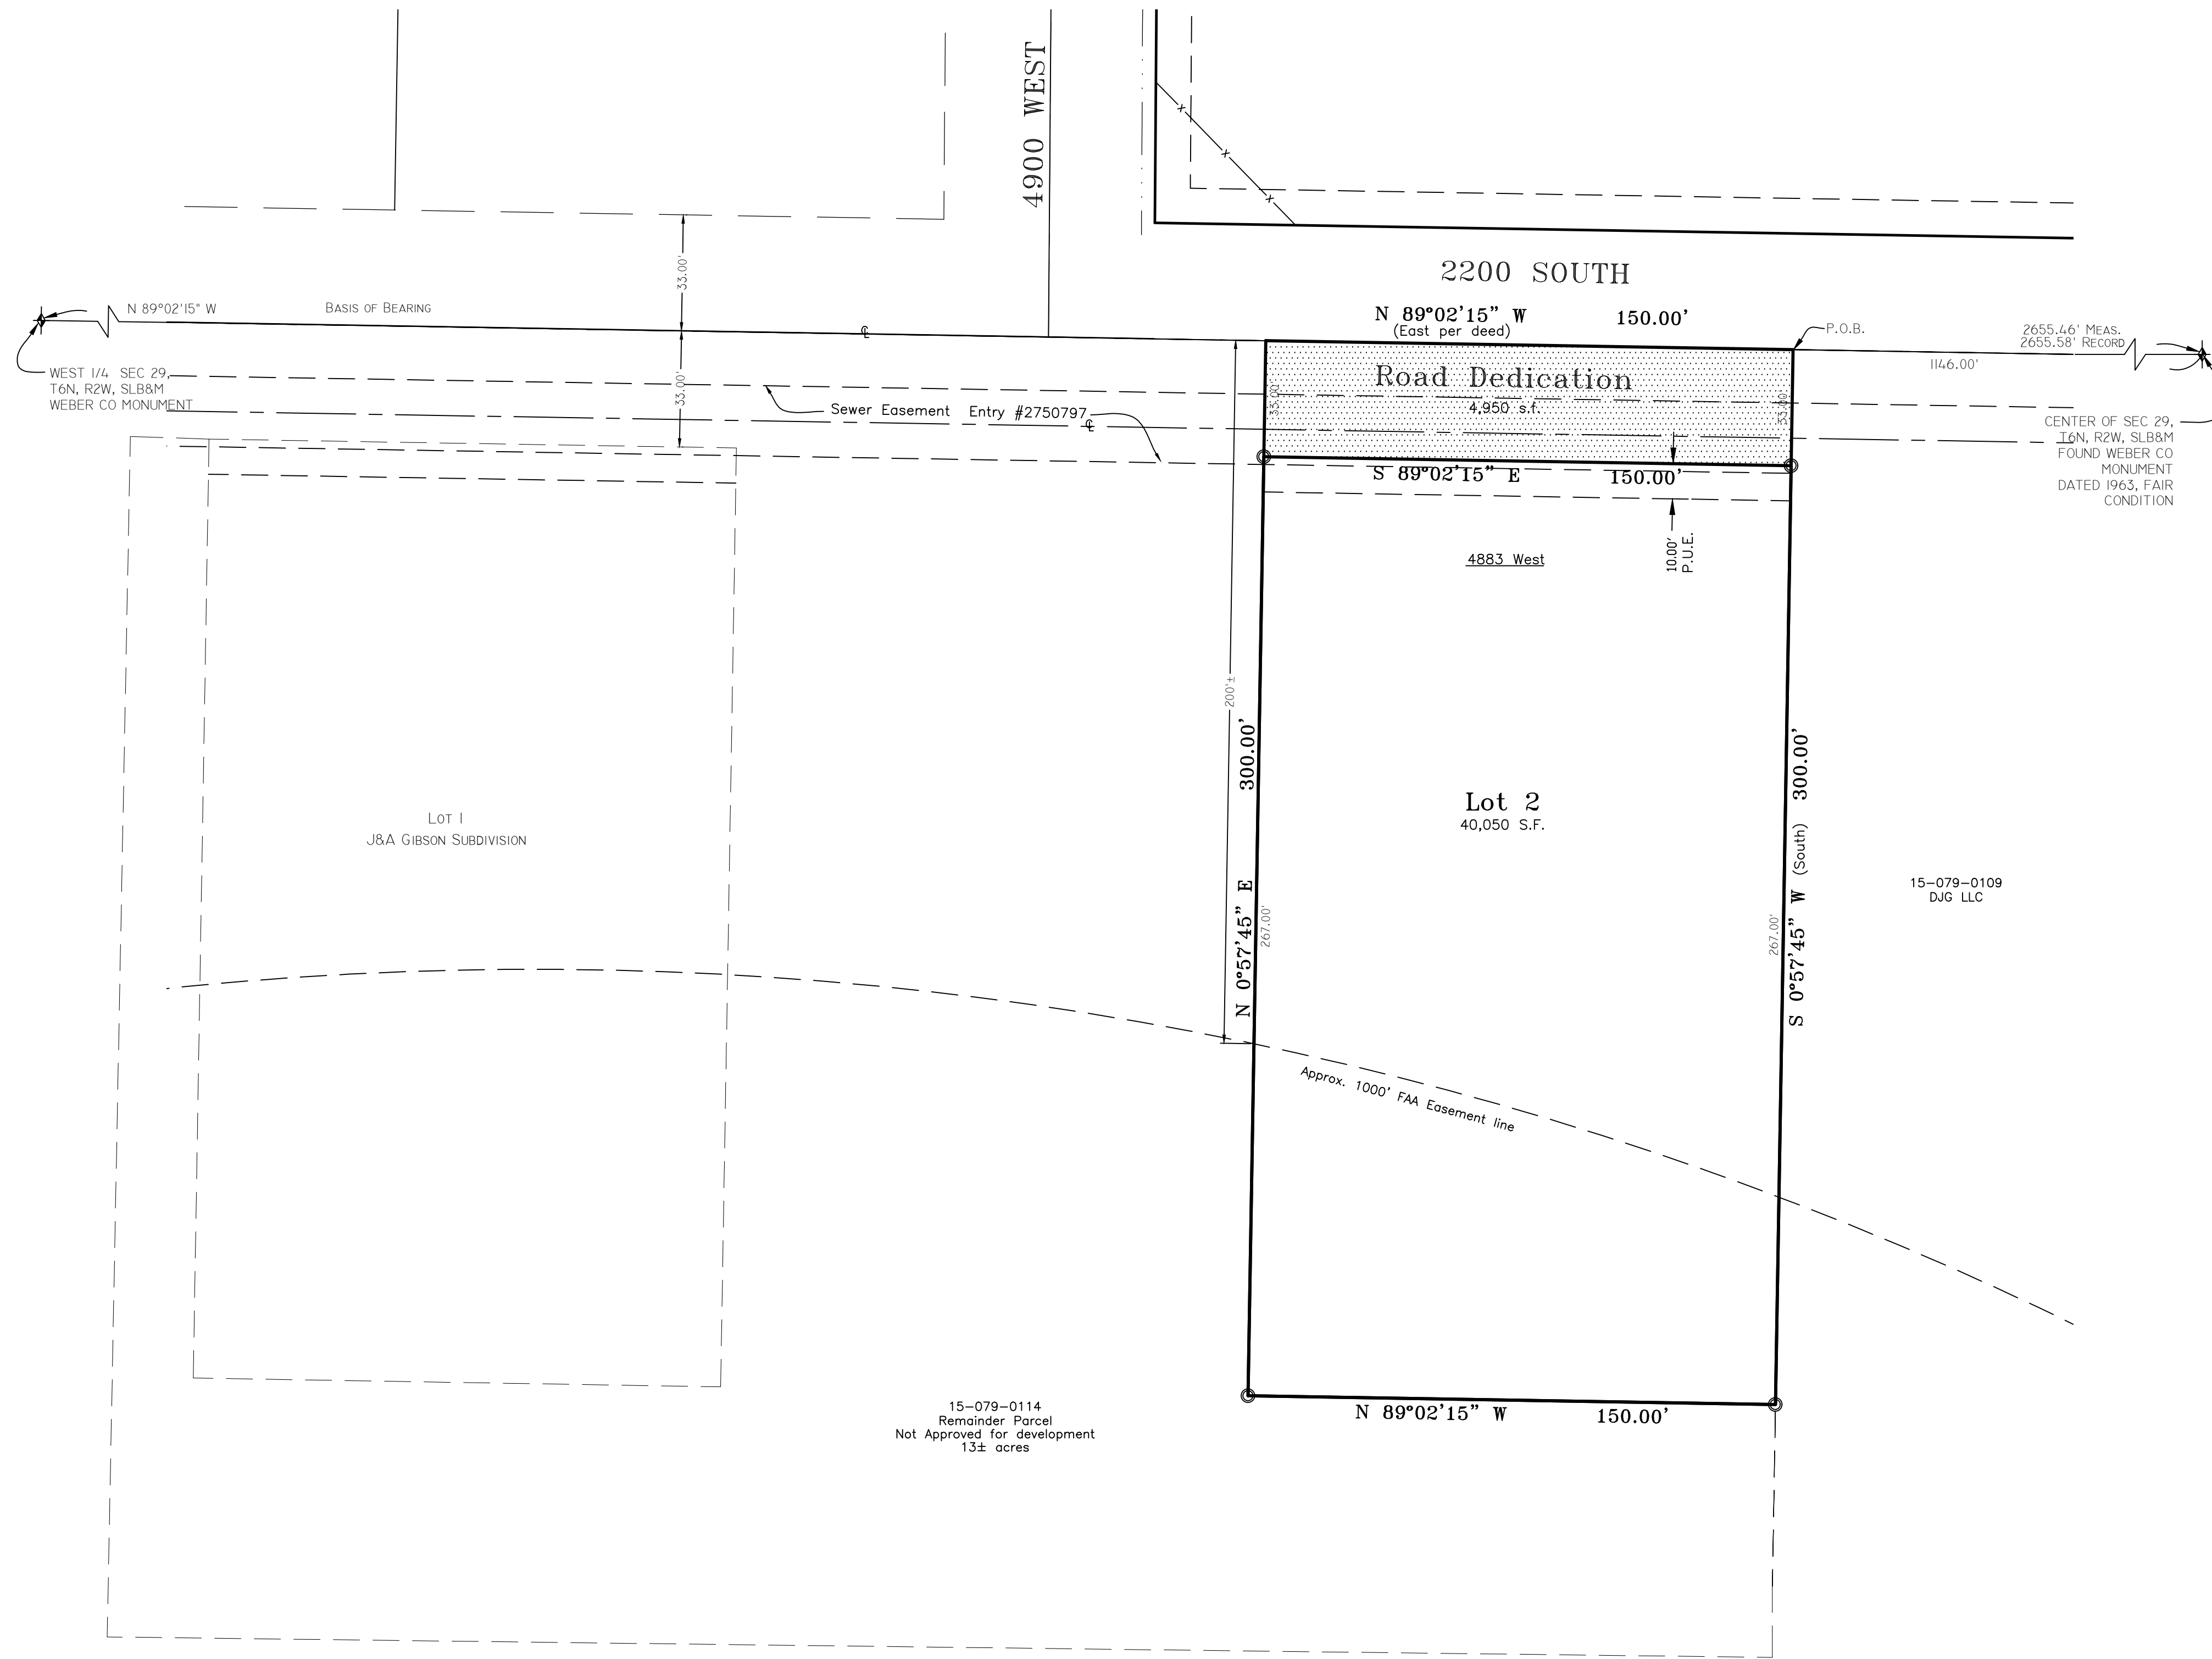 4900 WEST
33.00'
2200 SOUTH
N 89°02'15" W
BASIS OF BEARING
N 89°02'15" W 150.00'
(East per deed)
P.O.B.
2655.46' MEAS.
2655.58' RECORD
1146.00'
WEST 1/4 SEC 29,
T6N, R2W, SLB&M
WEBER CO MONUMENT
33.00'
Sewer Easement Entry #2750797
Road Dedication
4,950 s.f.
33.00'
33.00'
CENTER OF SEC 29,
T6N, R2W, SLB&M
FOUND WEBER CO
MONUMENT
DATED 1963, FAIR
CONDITION
S 89°02'15" E 150.00'
10.00'
P.U.E.
4883 West
200'±
N 0°57'45" E 300.00'
267.00'
Lot 2
40,050 S.F.
267.00'
S 0°57'45" W (South) 300.00'
LOT 1
J&A GIBSON SUBDIVISION
15-079-0109
DJG LLC
Approx. 1000' FAA Easement line
15-079-0114
Remainder Parcel
Not Approved for development
13± acres
N 89°02'15" W 150.00'